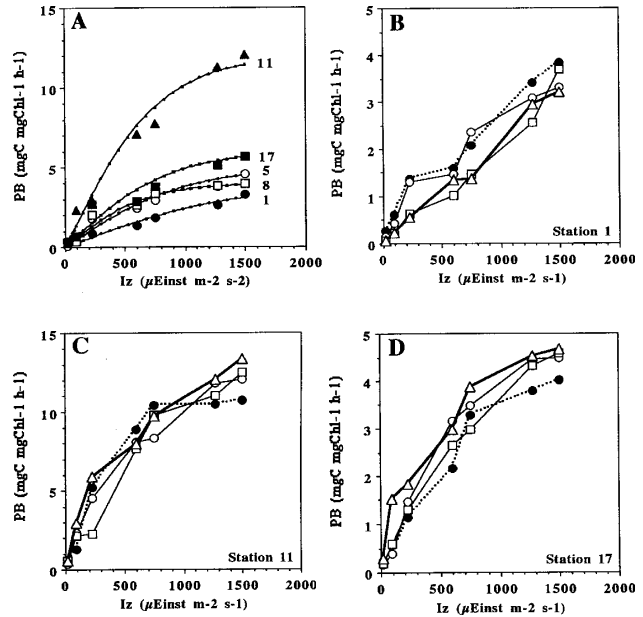 A
PB (mgC mgChl-1 h-1)
15
10
5
0
11
17
5
8
1
0 500 1000 1500 2000
Iz (µEinst m-2 s-2)
B
PB (mgC mgChl-1 h-1)
5
4
3
2
1
0
Station 1
0 500 1000 1500 2000
Iz (µEinst m-2 s-1)
C
PB (mgC mgChl-1 h-1)
15
10
5
0
Station 11
0 500 1000 1500 2000
Iz (µEinst m-2 s-1)
D
PB (mgC mgChl-1 h-1)
5
4
3
2
1
0
Station 17
0 500 1000 1500 2000
Iz (µEinst m-2 s-1)